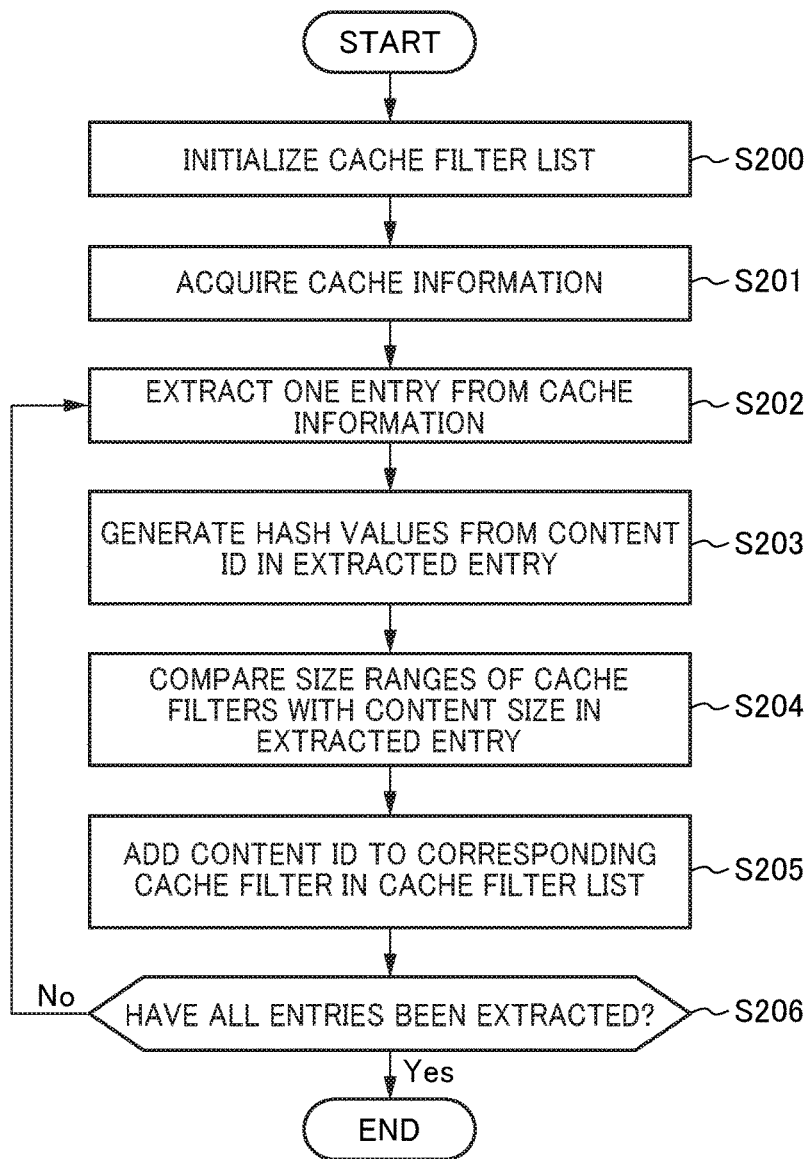 START
INITIALIZE CACHE FILTER LIST
S200
ACQUIRE CACHE INFORMATION
S201
EXTRACT ONE ENTRY FROM CACHE
INFORMATION
S202
GENERATE HASH VALUES FROM CONTENT
ID IN EXTRACTED ENTRY
S203
COMPARE SIZE RANGES OF CACHE
FILTERS WITH CONTENT SIZE IN
EXTRACTED ENTRY
S204
ADD CONTENT ID TO CORRESPONDING
CACHE FILTER IN CACHE FILTER LIST
S205
No
HAVE ALL ENTRIES BEEN EXTRACTED?
S206
Yes
END